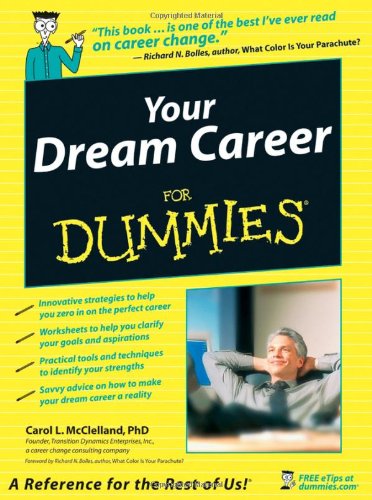 Copyrighted Material
"This book ... is one of the best I've ever read
on career change."
— Richard N. Bolles, author, What Color Is Your Parachute?
Your
Dream Career
FOR
DUMMIES®
Innovative strategies to help
you zero in on the perfect career
Worksheets to help you clarify
your goals and aspirations
Practical tools and techniques
to identify your strengths
Savvy advice on how to make
your dream career a reality
Carol L. McClelland, PhD
Founder, Transition Dynamics Enterprises, Inc.,
a career change consulting company
Foreword by Richard N. Bolles, author, What Color Is Your Parachute?
A Reference for the Rest of Us!®
FREE eTips at
dummies.com®
Copyrighted Material